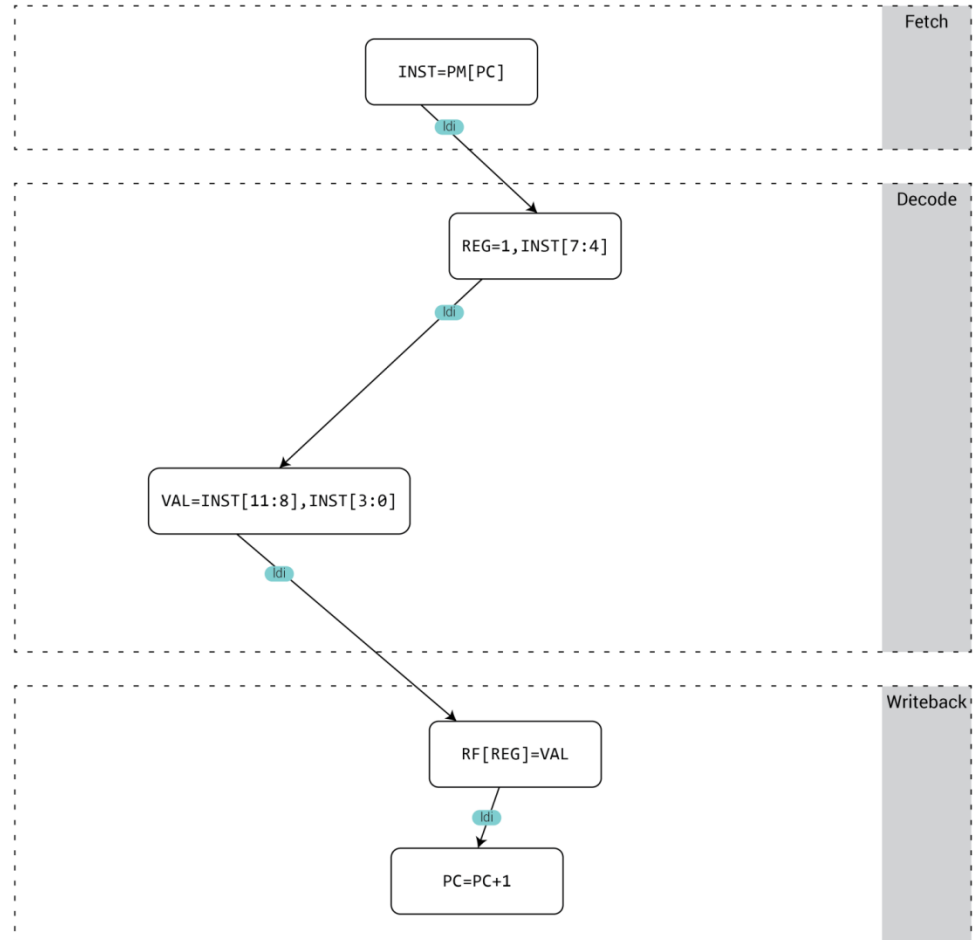 Fetch
INST=PM[PC]
ldi
Decode
REG=1,INST[7:4]
ldi
VAL=INST[11:8],INST[3:0]
ldi
Writeback
RF[REG]=VAL
ldi
PC=PC+1